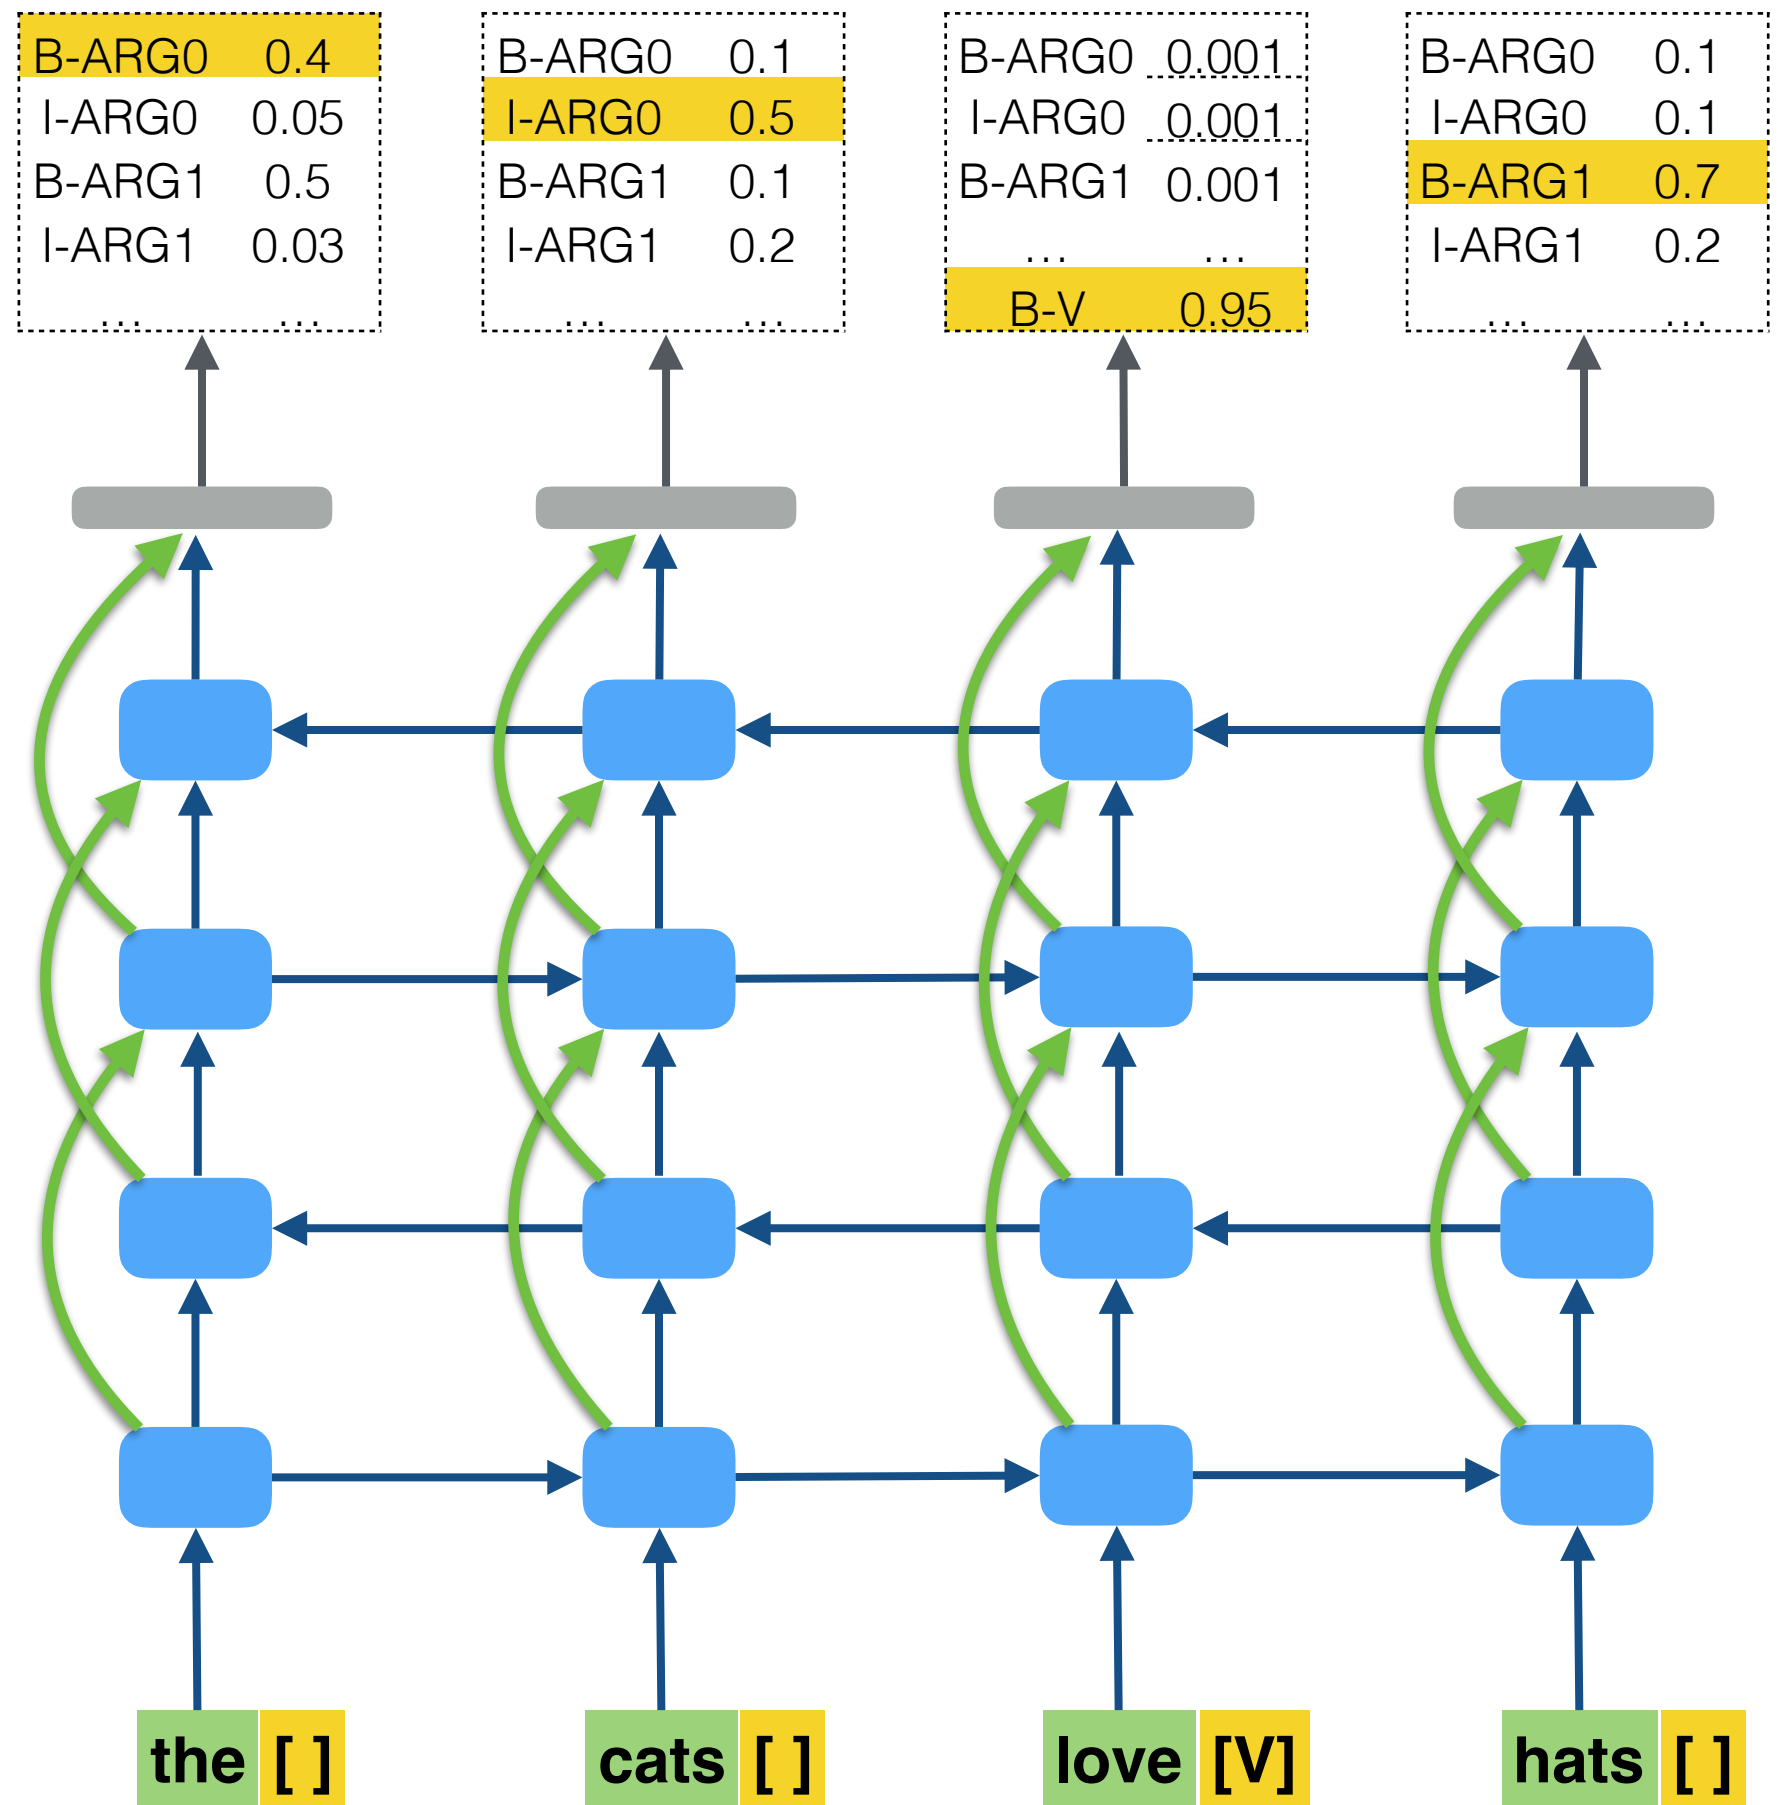 B-ARG0 0.4
I-ARG0 0.05
B-ARG1 0.5
I-ARG1 0.03
... ...
B-ARG0 0.1
I-ARG0 0.5
B-ARG1 0.1
I-ARG1 0.2
... ...
B-ARG0 0.001
I-ARG0 0.001
B-ARG1 0.001
... ...
B-V 0.95
B-ARG0 0.1
I-ARG0 0.1
B-ARG1 0.7
I-ARG1 0.2
... ...
the [ ] cats [ ] love [V] hats [ ]